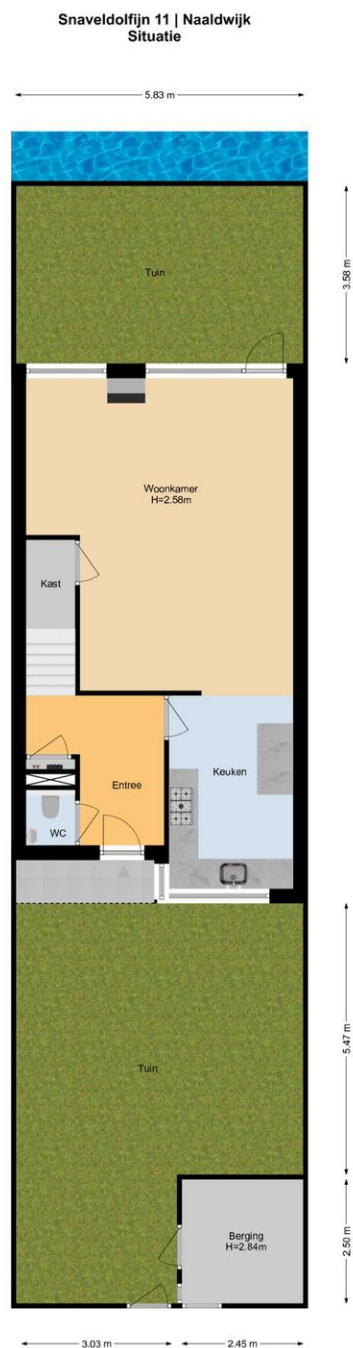 Snaveldolfijn 11 | Naaldwijk
Situatie
5.83 m
Tuin
3.58 m
Woonkamer
H=2.58m
Kast
Keuken
Entree
WC
5.47 m
Tuin
Berging
H=2.84m
2.50 m
3.03 m
2.45 m